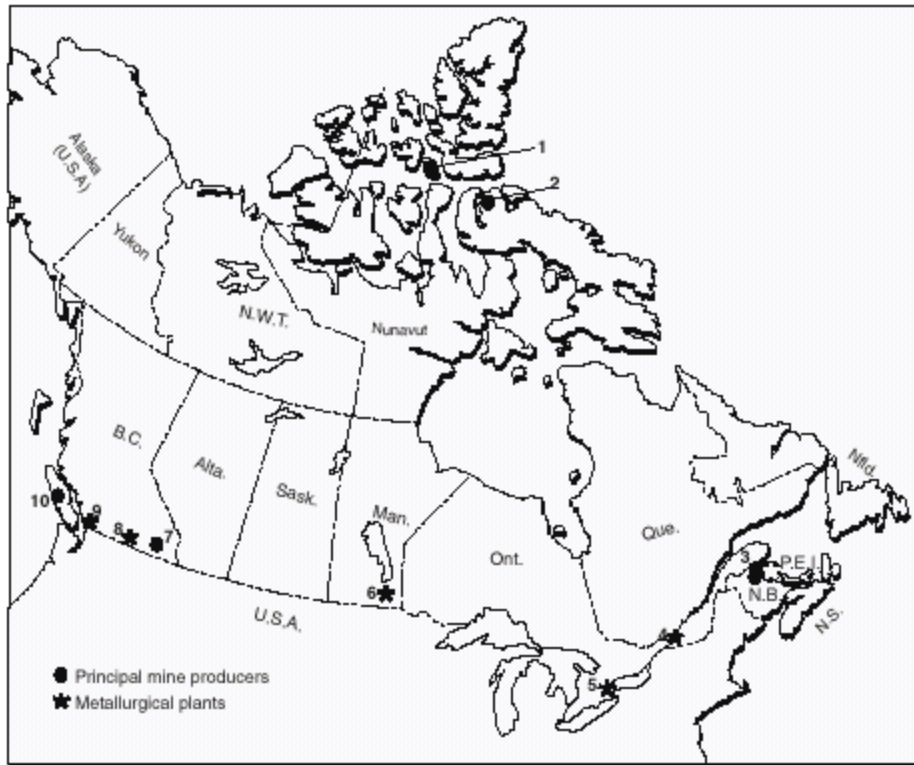 1
2
Alaska
(U.S.A)
Yukon
N.W.T.
Nunavut
B.C.
Alta.
Sask.
Man.
Ont.
Que.
Nfld.
10
9
8
7
6
3
P.E.I.
N.B.
N.S.
U.S.A.
4
5
Principal mine producers
Metallurgical plants